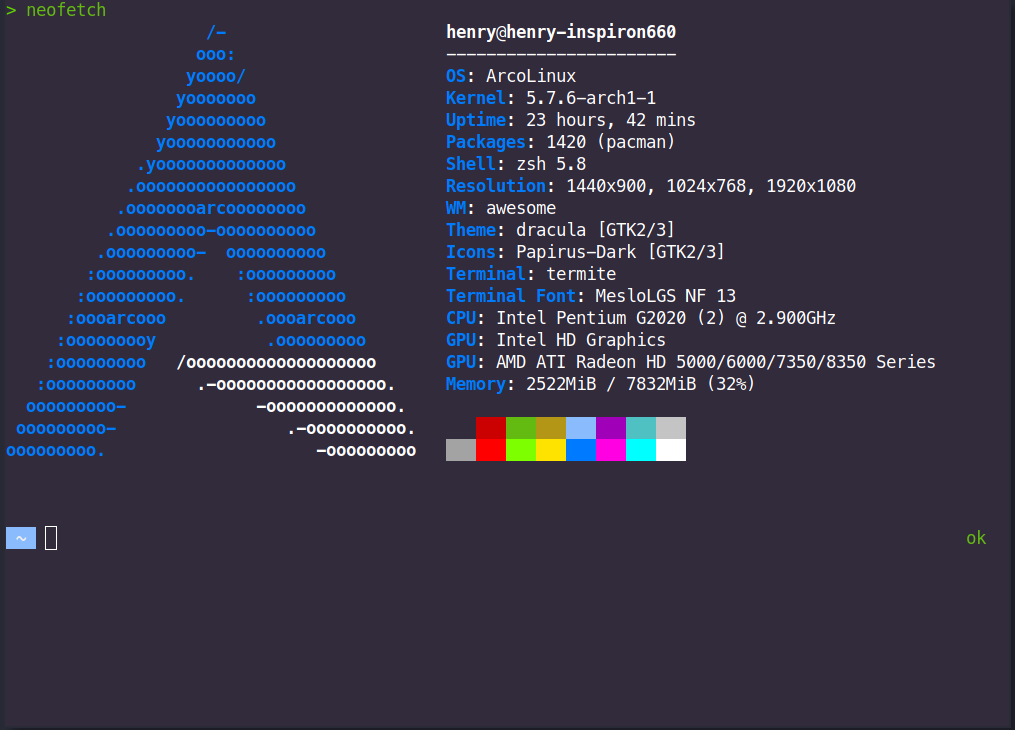 > neofetch
/-
ooo:
yoooo/
yooooooo
yooooooooo
yooooooooooo
.yooooooooooooo
.oooooooooooooooo
.oooooooarcoooooooo
.ooooooooo-oooooooooo
.ooooooooo-  oooooooooo
:ooooooooo.    :ooooooooo
:ooooooooo.      :ooooooooo
:oooarcooo         .oooarcooo
:ooooooooy           .ooooooooo
:ooooooooo   /ooooooooooooooooooo
:ooooooooo      .-ooooooooooooooooo.
ooooooooo-             -ooooooooooooo.
ooooooooo-                 .-oooooooooo.
ooooooooo.                     -ooooooooo
henry@henry-inspiron660
-----------------------
OS: ArcoLinux
Kernel: 5.7.6-arch1-1
Uptime: 23 hours, 42 mins
Packages: 1420 (pacman)
Shell: zsh 5.8
Resolution: 1440x900, 1024x768, 1920x1080
WM: awesome
Theme: dracula [GTK2/3]
Icons: Papirus-Dark [GTK2/3]
Terminal: termite
Terminal Font: MesloLGS NF 13
CPU: Intel Pentium G2020 (2) @ 2.900GHz
GPU: Intel HD Graphics
GPU: AMD ATI Radeon HD 5000/6000/7350/8350 Series
Memory: 2522MiB / 7832MiB (32%)
~ ok